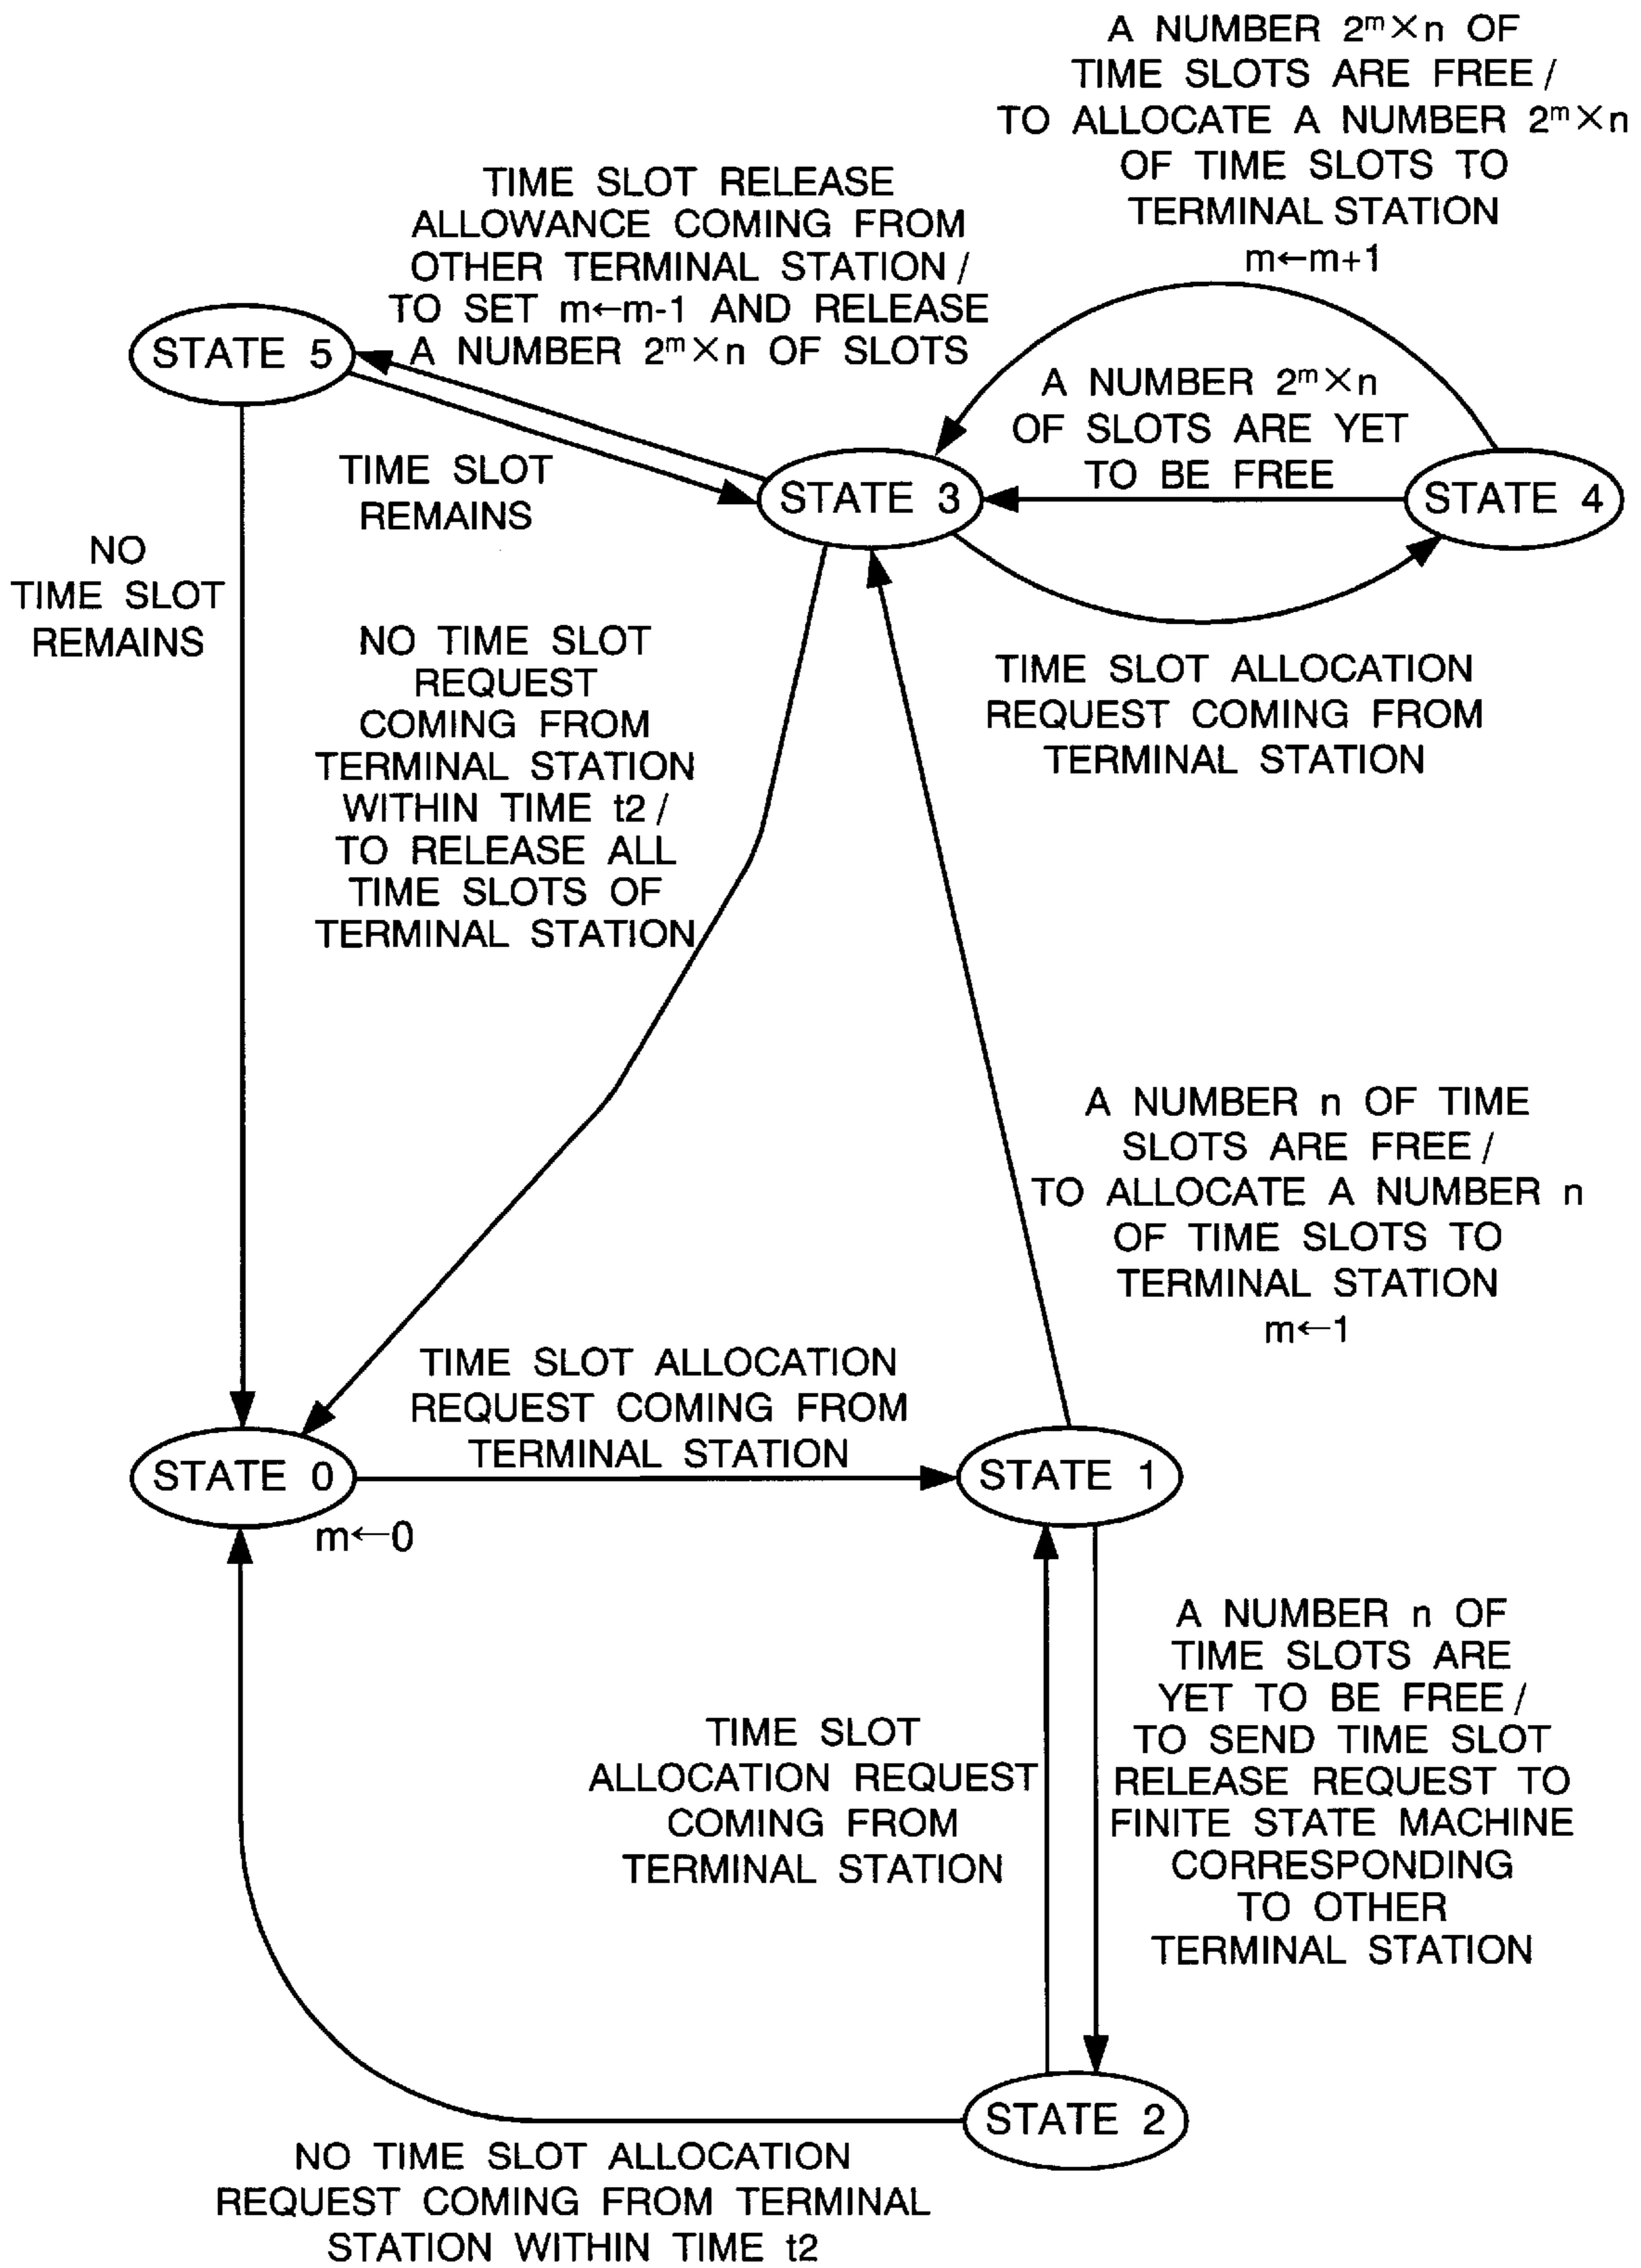 A NUMBER 2ᵐ×n OF
TIME SLOTS ARE FREE /
TO ALLOCATE A NUMBER 2ᵐ×n
OF TIME SLOTS TO
TERMINAL STATION
m←m+1
TIME SLOT RELEASE
ALLOWANCE COMING FROM
OTHER TERMINAL STATION /
TO SET m←m-1 AND RELEASE
A NUMBER 2ᵐ×n OF SLOTS
STATE 5
A NUMBER 2ᵐ×n
OF SLOTS ARE YET
TO BE FREE
STATE 3
STATE 4
TIME SLOT
REMAINS
NO
TIME SLOT
REMAINS
NO TIME SLOT
REQUEST
COMING FROM
TERMINAL STATION
WITHIN TIME t2 /
TO RELEASE ALL
TIME SLOTS OF
TERMINAL STATION
TIME SLOT ALLOCATION
REQUEST COMING FROM
TERMINAL STATION
A NUMBER n OF TIME
SLOTS ARE FREE /
TO ALLOCATE A NUMBER n
OF TIME SLOTS TO
TERMINAL STATION
m←1
TIME SLOT ALLOCATION
REQUEST COMING FROM
TERMINAL STATION
STATE 0
m←0
STATE 1
A NUMBER n OF
TIME SLOTS ARE
YET TO BE FREE /
TO SEND TIME SLOT
RELEASE REQUEST TO
FINITE STATE MACHINE
CORRESPONDING
TO OTHER
TERMINAL STATION
TIME SLOT
ALLOCATION REQUEST
COMING FROM
TERMINAL STATION
STATE 2
NO TIME SLOT ALLOCATION
REQUEST COMING FROM TERMINAL
STATION WITHIN TIME t2